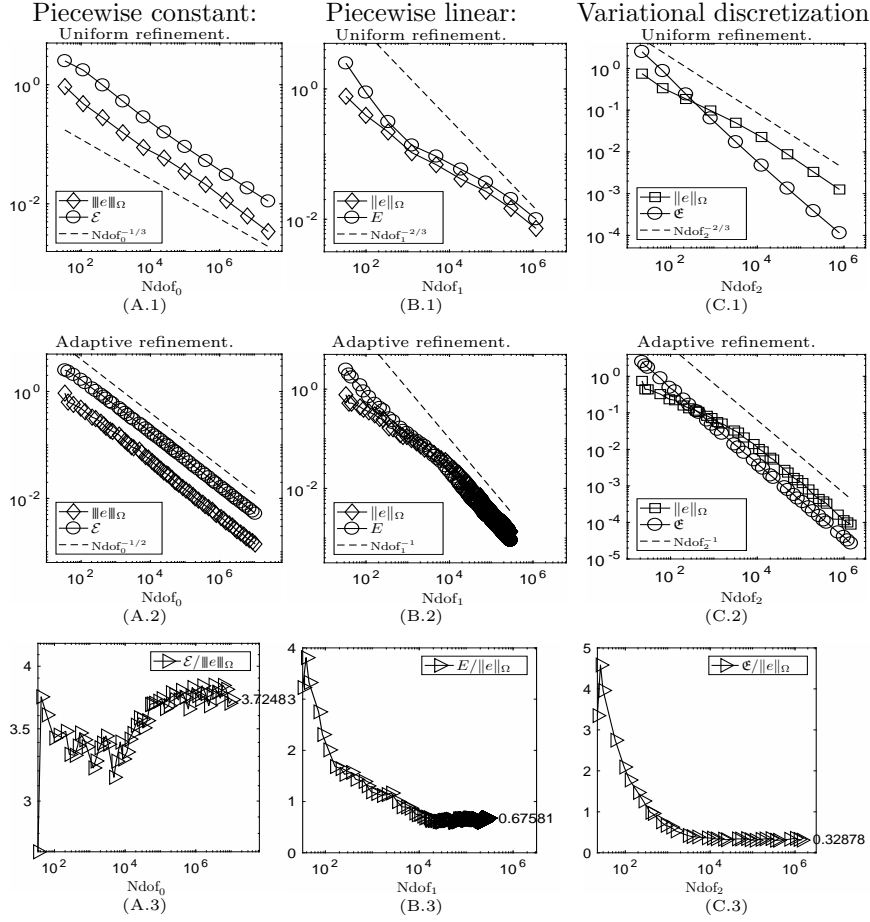 Piecewise constant: Piecewise linear: Variational discretization
Uniform refinement. Uniform refinement. Uniform refinement.
10^0
10^-2
10^2 10^4 10^6
|||e|||_Ω
ℰ
Ndof_0^{-1/3}
Ndof_0
(A.1)
10^0
10^-2
10^2 10^4 10^6
‖e‖_Ω
E
Ndof_1^{-2/3}
Ndof_1
(B.1)
10^0
10^-1
10^-2
10^-3
10^-4
10^2 10^4 10^6
‖e‖_Ω
𝕰
Ndof_2^{-2/3}
Ndof_2
(C.1)
Adaptive refinement. Adaptive refinement. Adaptive refinement.
10^0
10^-2
10^2 10^4 10^6
|||e|||_Ω
ℰ
Ndof_0^{-1/2}
Ndof_0
(A.2)
10^0
10^-2
10^2 10^4 10^6
‖e‖_Ω
E
Ndof_1^{-1}
Ndof_1
(B.2)
10^0
10^-1
10^-2
10^-3
10^-4
10^-5
10^2 10^4 10^6
‖e‖_Ω
𝕰
Ndof_2^{-1}
Ndof_2
(C.2)
4
3.5
3
10^2 10^4 10^6
ℰ/|||e|||_Ω
3.72483
Ndof_0
(A.3)
4
3
2
1
0
10^2 10^4 10^6
E/‖e‖_Ω
0.67581
Ndof_1
(B.3)
5
4
3
2
1
0
10^2 10^4 10^6
𝕰/‖e‖_Ω
0.32878
Ndof_2
(C.3)